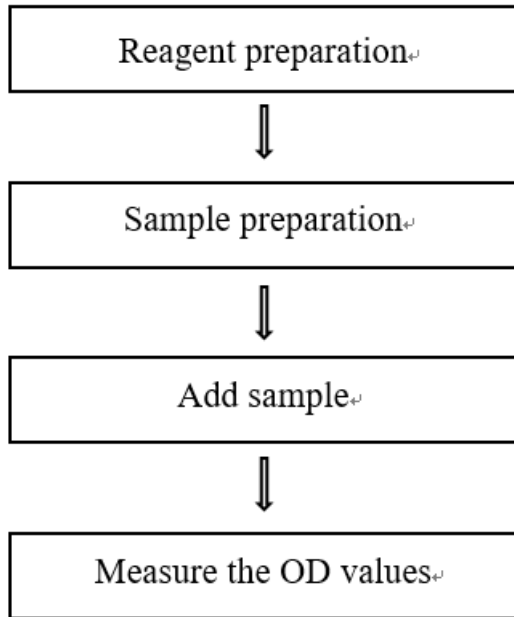 Reagent preparation
Sample preparation
Add sample
Measure the OD values